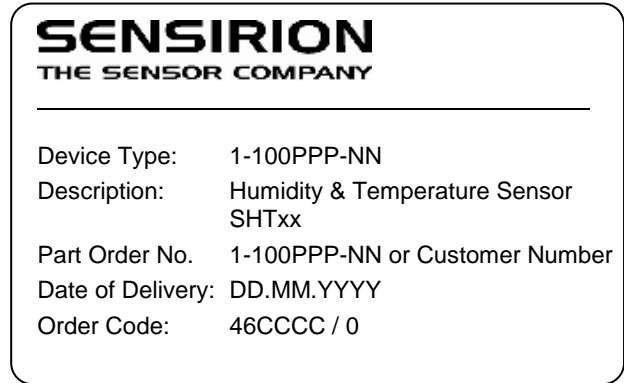 SENSIRION
THE SENSOR COMPANY
Device Type: 1-100PPP-NN
Description: Humidity & Temperature Sensor
SHTxx
Part Order No. 1-100PPP-NN or Customer Number
Date of Delivery: DD.MM.YYYY
Order Code: 46CCCC / 0